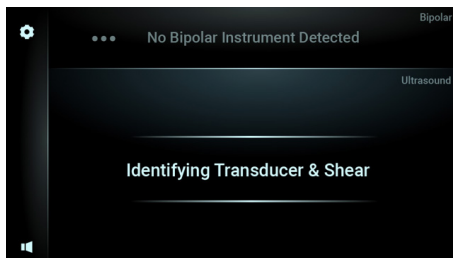 Bipolar
No Bipolar Instrument Detected
Ultrasound
Identifying Transducer & Shear